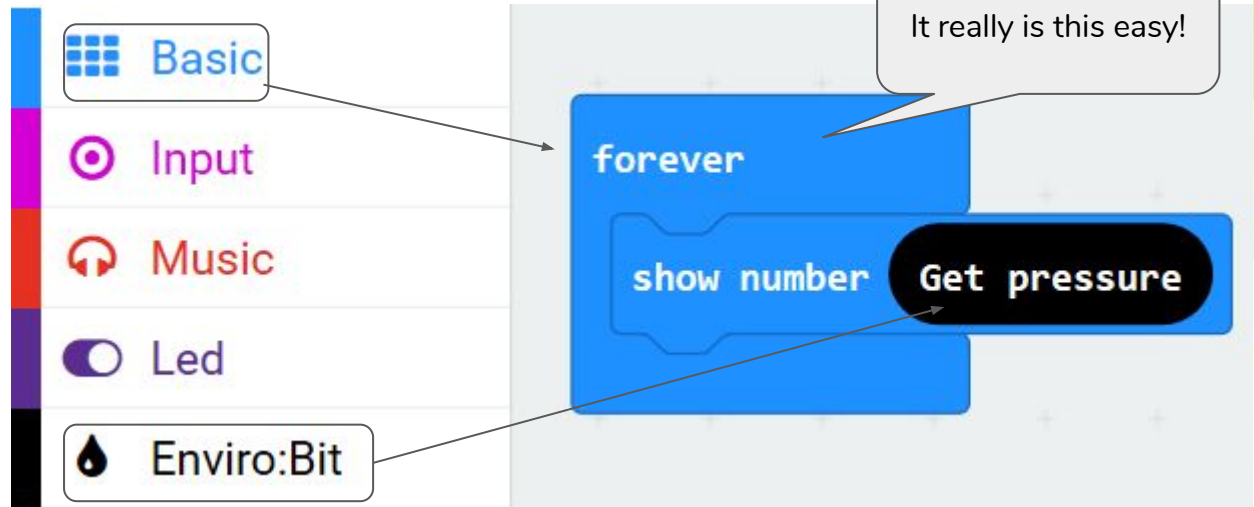 Basic
Input
Music
Led
Enviro:Bit
It really is this easy!
forever
show number Get pressure